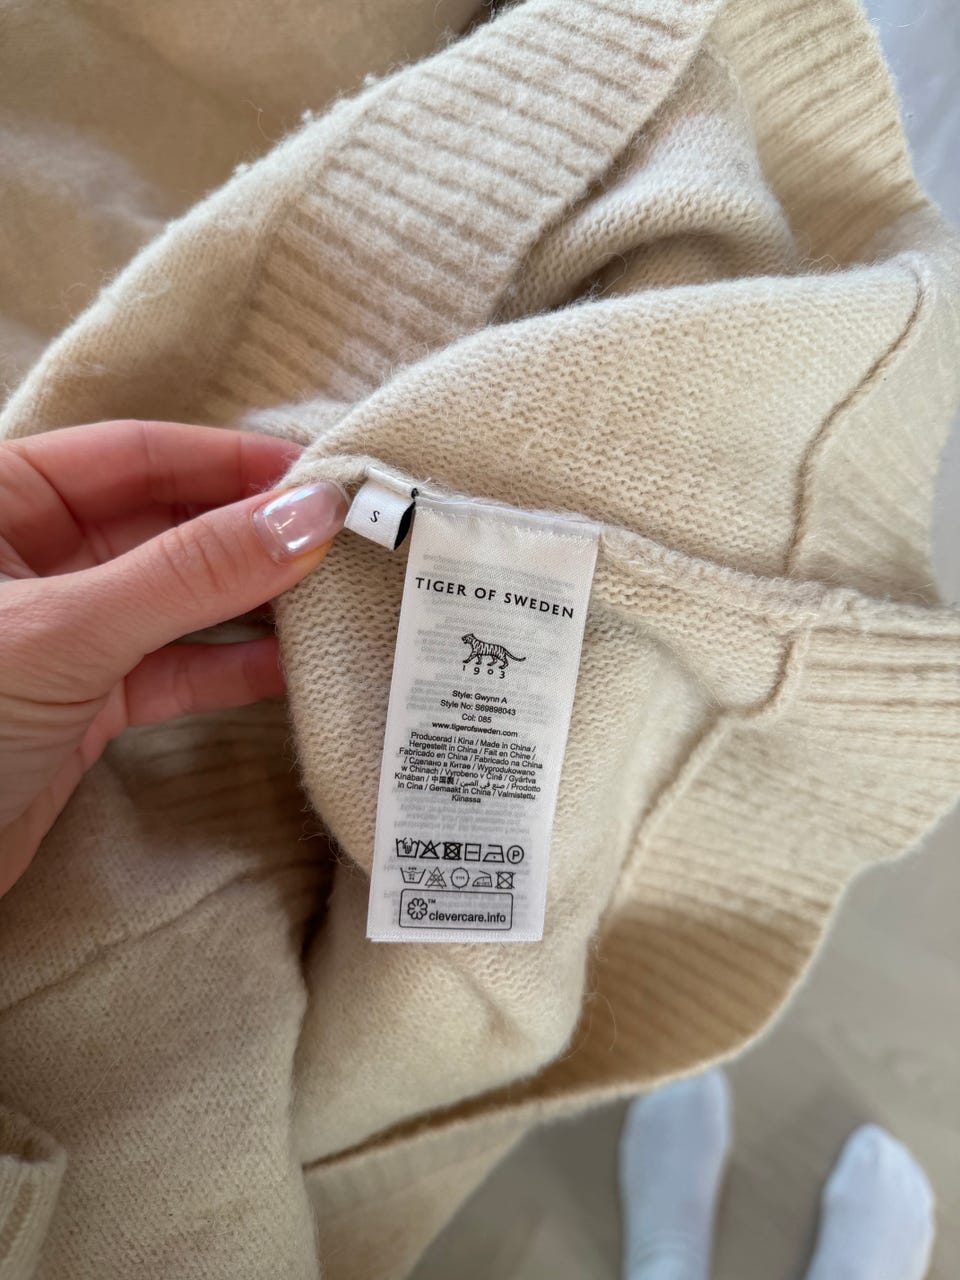 S
TIGER OF SWEDEN
1903
Style: Gwynn A
Style No: S69898043
Col: 085
www.tigerofsweden.com
Producerad i Kina / Made in China /
Hergestellt in China / Fait en Chine /
Fabricado en China / Fabricado na China
/ Сделано в Китае / Wyprodukowano
w Chinach / Vyrobeno v Číně / Gyártva
Kínában / 中国製 / صنع في الصين / Prodotto
in Cina / Gemaakt in China / Valmistettu
Kiinassa
P
clevercare.info